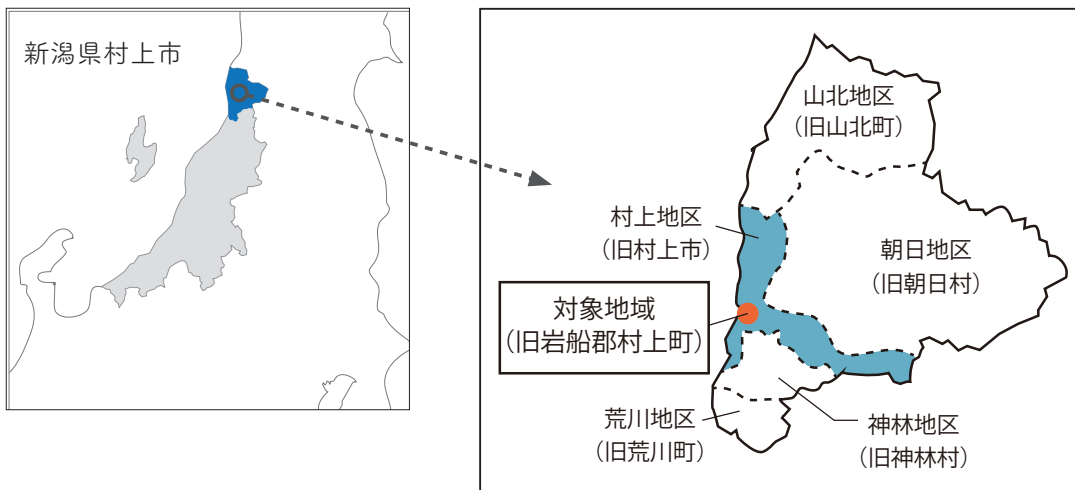 新潟県村上市
山北地区
（旧山北町）
村上地区
（旧村上市）
朝日地区
（旧朝日村）
対象地域
（旧岩船郡村上町）
荒川地区
（旧荒川町）
神林地区
（旧神林村）